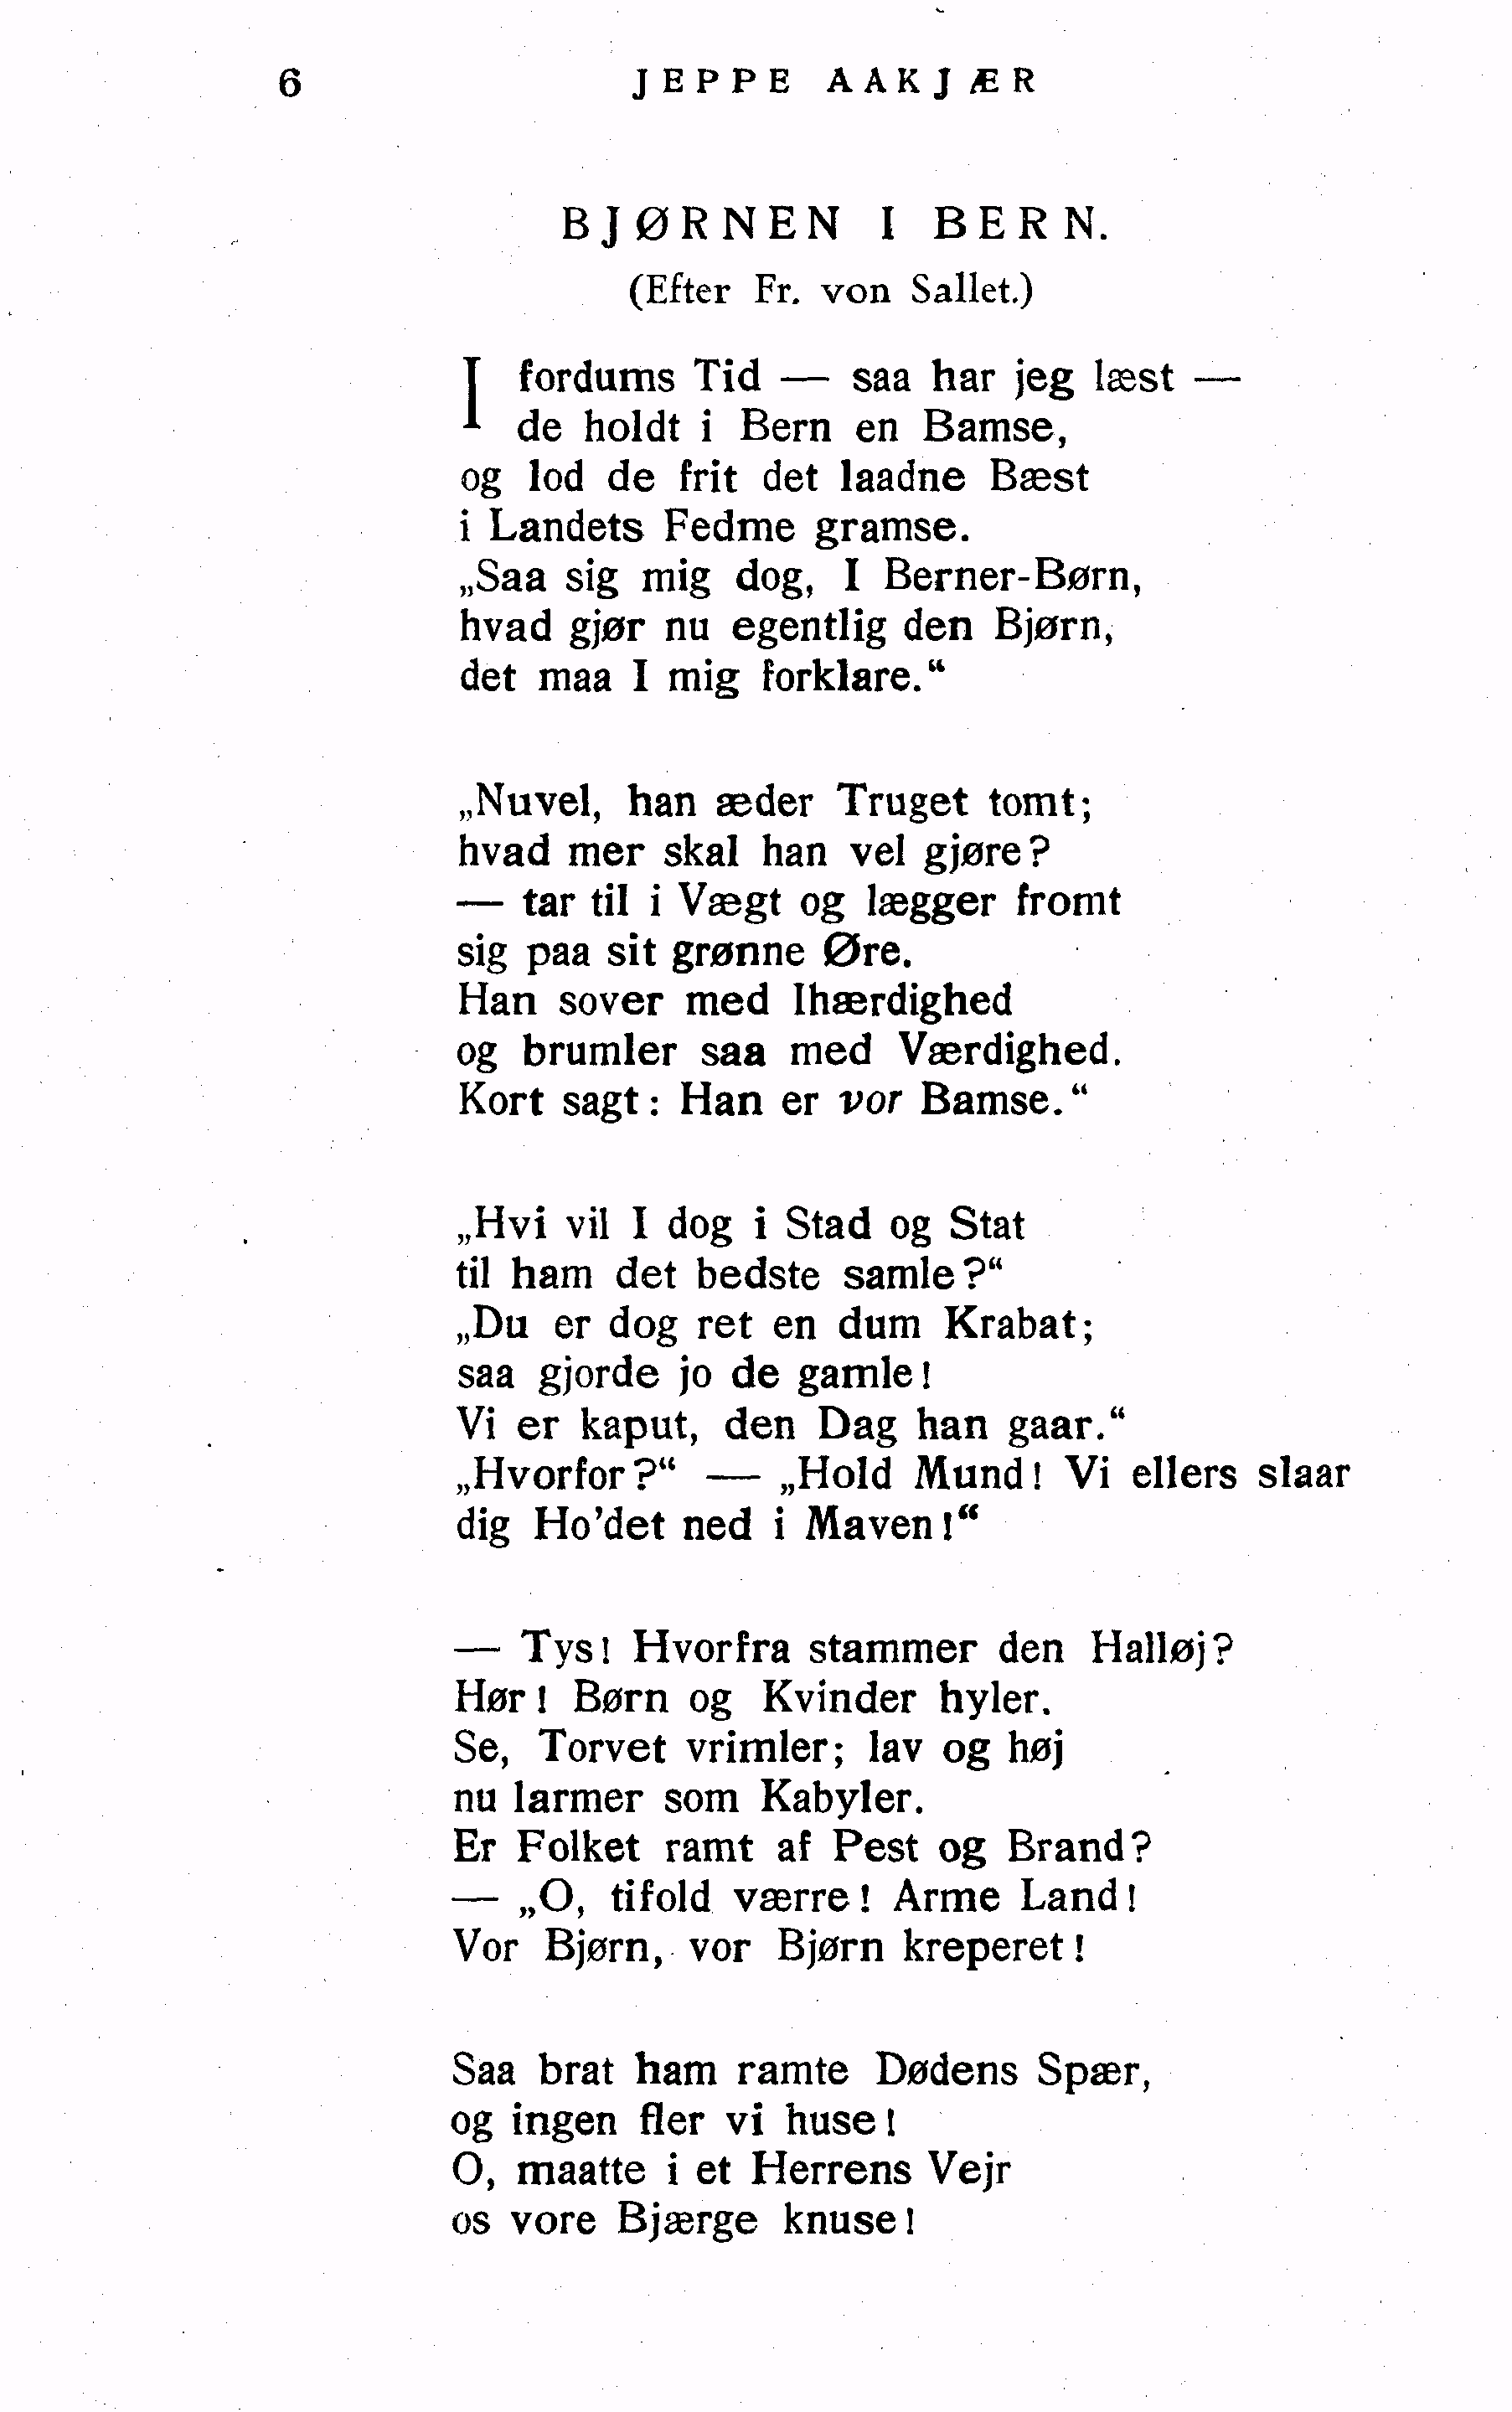 6 JEPPE AAKJÆR
BJØRNEN I BERN.
(Efter Fr. von Sallet.)
I fordums Tid — saa har jeg læst —
de holdt i Bern en Bamse,
og lod de frit det laadne Bæst
i Landets Fedme gramse.
„Saa sig mig dog, I Berner-Børn,
hvad gjør nu egentlig den Bjørn,
det maa I mig forklare.“
„Nuvel, han æder Truget tomt;
hvad mer skal han vel gjøre?
— tar til i Vægt og lægger fromt
sig paa sit grønne Øre.
Han sover med Ihærdighed
og brumler saa med Værdighed.
Kort sagt: Han er vor Bamse.“
„Hvi vil I dog i Stad og Stat
til ham det bedste samle?“
„Du er dog ret en dum Krabat;
saa gjorde jo de gamle!
Vi er kaput, den Dag han gaar.“
„Hvorfor?“ — „Hold Mund! Vi ellers slaar
dig Ho'det ned i Maven!“
— Tys! Hvorfra stammer den Halløj?
Hør! Børn og Kvinder hyler.
Se, Torvet vrimler; lav og høj
nu larmer som Kabyler.
Er Folket ramt af Pest og Brand?
— „O, tifold værre! Arme Land!
Vor Bjørn, vor Bjørn kreperet!
Saa brat ham ramte Dødens Spær,
og ingen fler vi huse!
O, maatte i et Herrens Vejr
os vore Bjærge knuse!